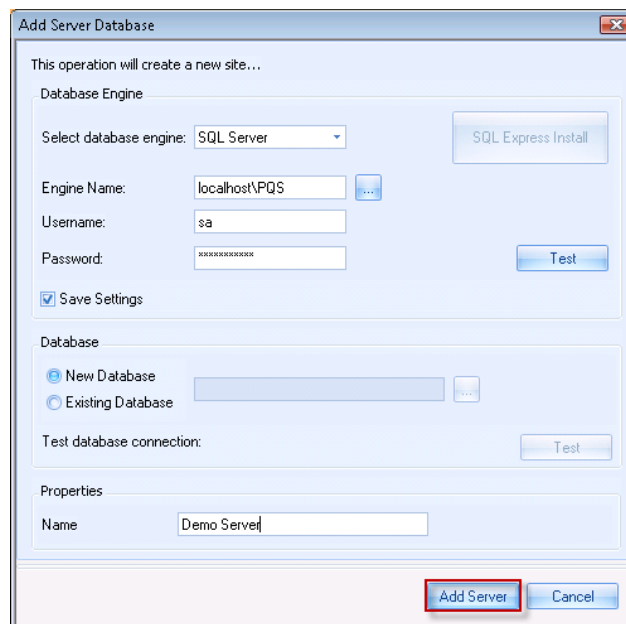 Add Server Database
This operation will create a new site...
Database Engine
Select database engine: SQL Server
SQL Express Install
Engine Name: localhost\PQS ...
Username: sa
Password: ***********
Test
Save Settings
Database
New Database
...
Existing Database
Test database connection:
Test
Properties
Name Demo Server
Add Server Cancel